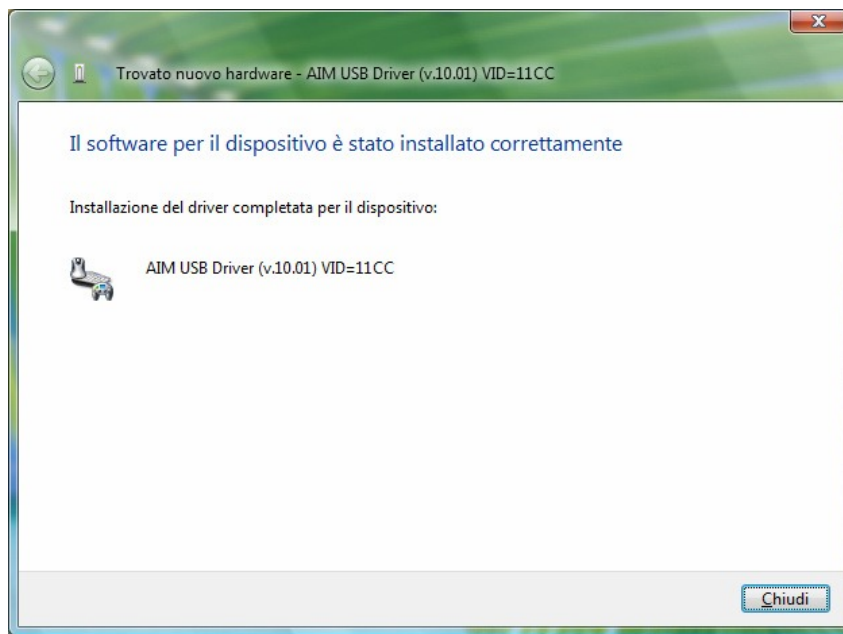 Trovato nuovo hardware - AIM USB Driver (v.10.01) VID=11CC
Il software per il dispositivo è stato installato correttamente
Installazione del driver completata per il dispositivo:
AIM USB Driver (v.10.01) VID=11CC
Chiudi